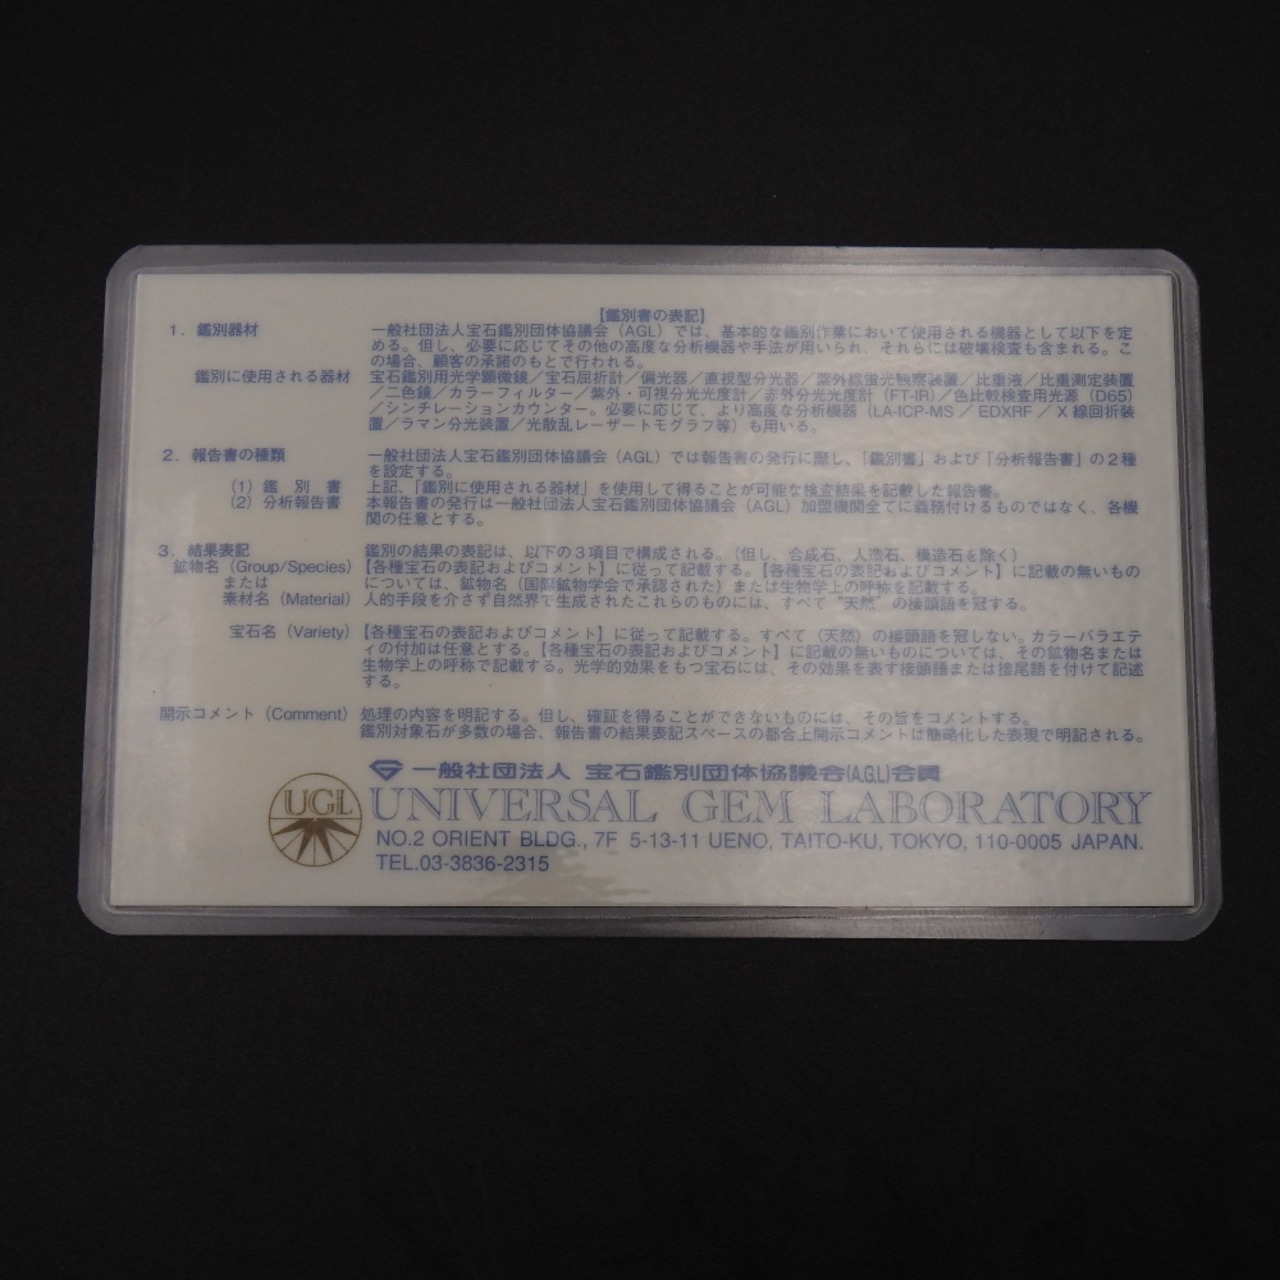 【鑑別書の表記】
1．鑑別器材 一般社団法人宝石鑑別団体協議会（AGL）では、基本的な鑑別作業において使用される機器として以下を定
める。但し、必要に応じてその他の高度な分析機器や手法が用いられ、それらには破壊検査も含まれる。こ
の場合、顧客の承諾のもとで行われる。
鑑別に使用される器材 宝石鑑別用光学顕微鏡／宝石屈折計／偏光器／直視型分光器／紫外線蛍光観察装置／比重液／比重測定装置
／二色鏡／カラーフィルター／紫外・可視分光光度計／赤外分光光度計（FT-IR）／色比較検査用光源（D65）
／シンチレーションカウンター。必要に応じて、より高度な分析機器（LA-ICP-MS ／ EDXRF ／ X 線回折装
置／ラマン分光装置／光散乱レーザートモグラフ等）も用いる。
2．報告書の種類 一般社団法人宝石鑑別団体協議会（AGL）では報告書の発行に際し、「鑑別書」および「分析報告書」の2種
を設定する。
（1）鑑 別 書 上記、「鑑別に使用される器材」を使用して得ることが可能な検査結果を記載した報告書。
（2）分析報告書 本報告書の発行は一般社団法人宝石鑑別団体協議会（AGL）加盟機関全てに義務付けるものではなく、各機
関の任意とする。
3．結果表記 鑑別の結果の表記は、以下の3項目で構成される。（但し、合成石、人造石、模造石を除く）
鉱物名（Group/Species） 【各種宝石の表記およびコメント】に従って記載する。【各種宝石の表記およびコメント】に記載の無いもの
または については、鉱物名（国際鉱物学会で承認された）または生物学上の呼称を記載する。
素材名（Material） 人的手段を介さず自然界で生成されたこれらのものには、すべて“天然”の接頭語を冠する。
宝石名（Variety） 【各種宝石の表記およびコメント】に従って記載する。すべて〈天然〉の接頭語を冠しない。カラーバラエテ
ィの付加は任意とする。【各種宝石の表記およびコメント】に記載の無いものについては、その鉱物名または
生物学上の呼称で記載する。光学的効果をもつ宝石には、その効果を表す接頭語または接尾語を付けて記述
する。
開示コメント（Comment） 処理の内容を明記する。但し、確証を得ることができないものには、その旨をコメントする。
鑑別対象石が多数の場合、報告書の結果表記スペースの都合上開示コメントは簡略化した表現で明記される。
一般社団法人 宝石鑑別団体協議会(A.G.L)会員
UGL UNIVERSAL GEM LABORATORY
NO.2 ORIENT BLDG., 7F 5-13-11 UENO, TAITO-KU, TOKYO, 110-0005 JAPAN.
TEL.03-3836-2315